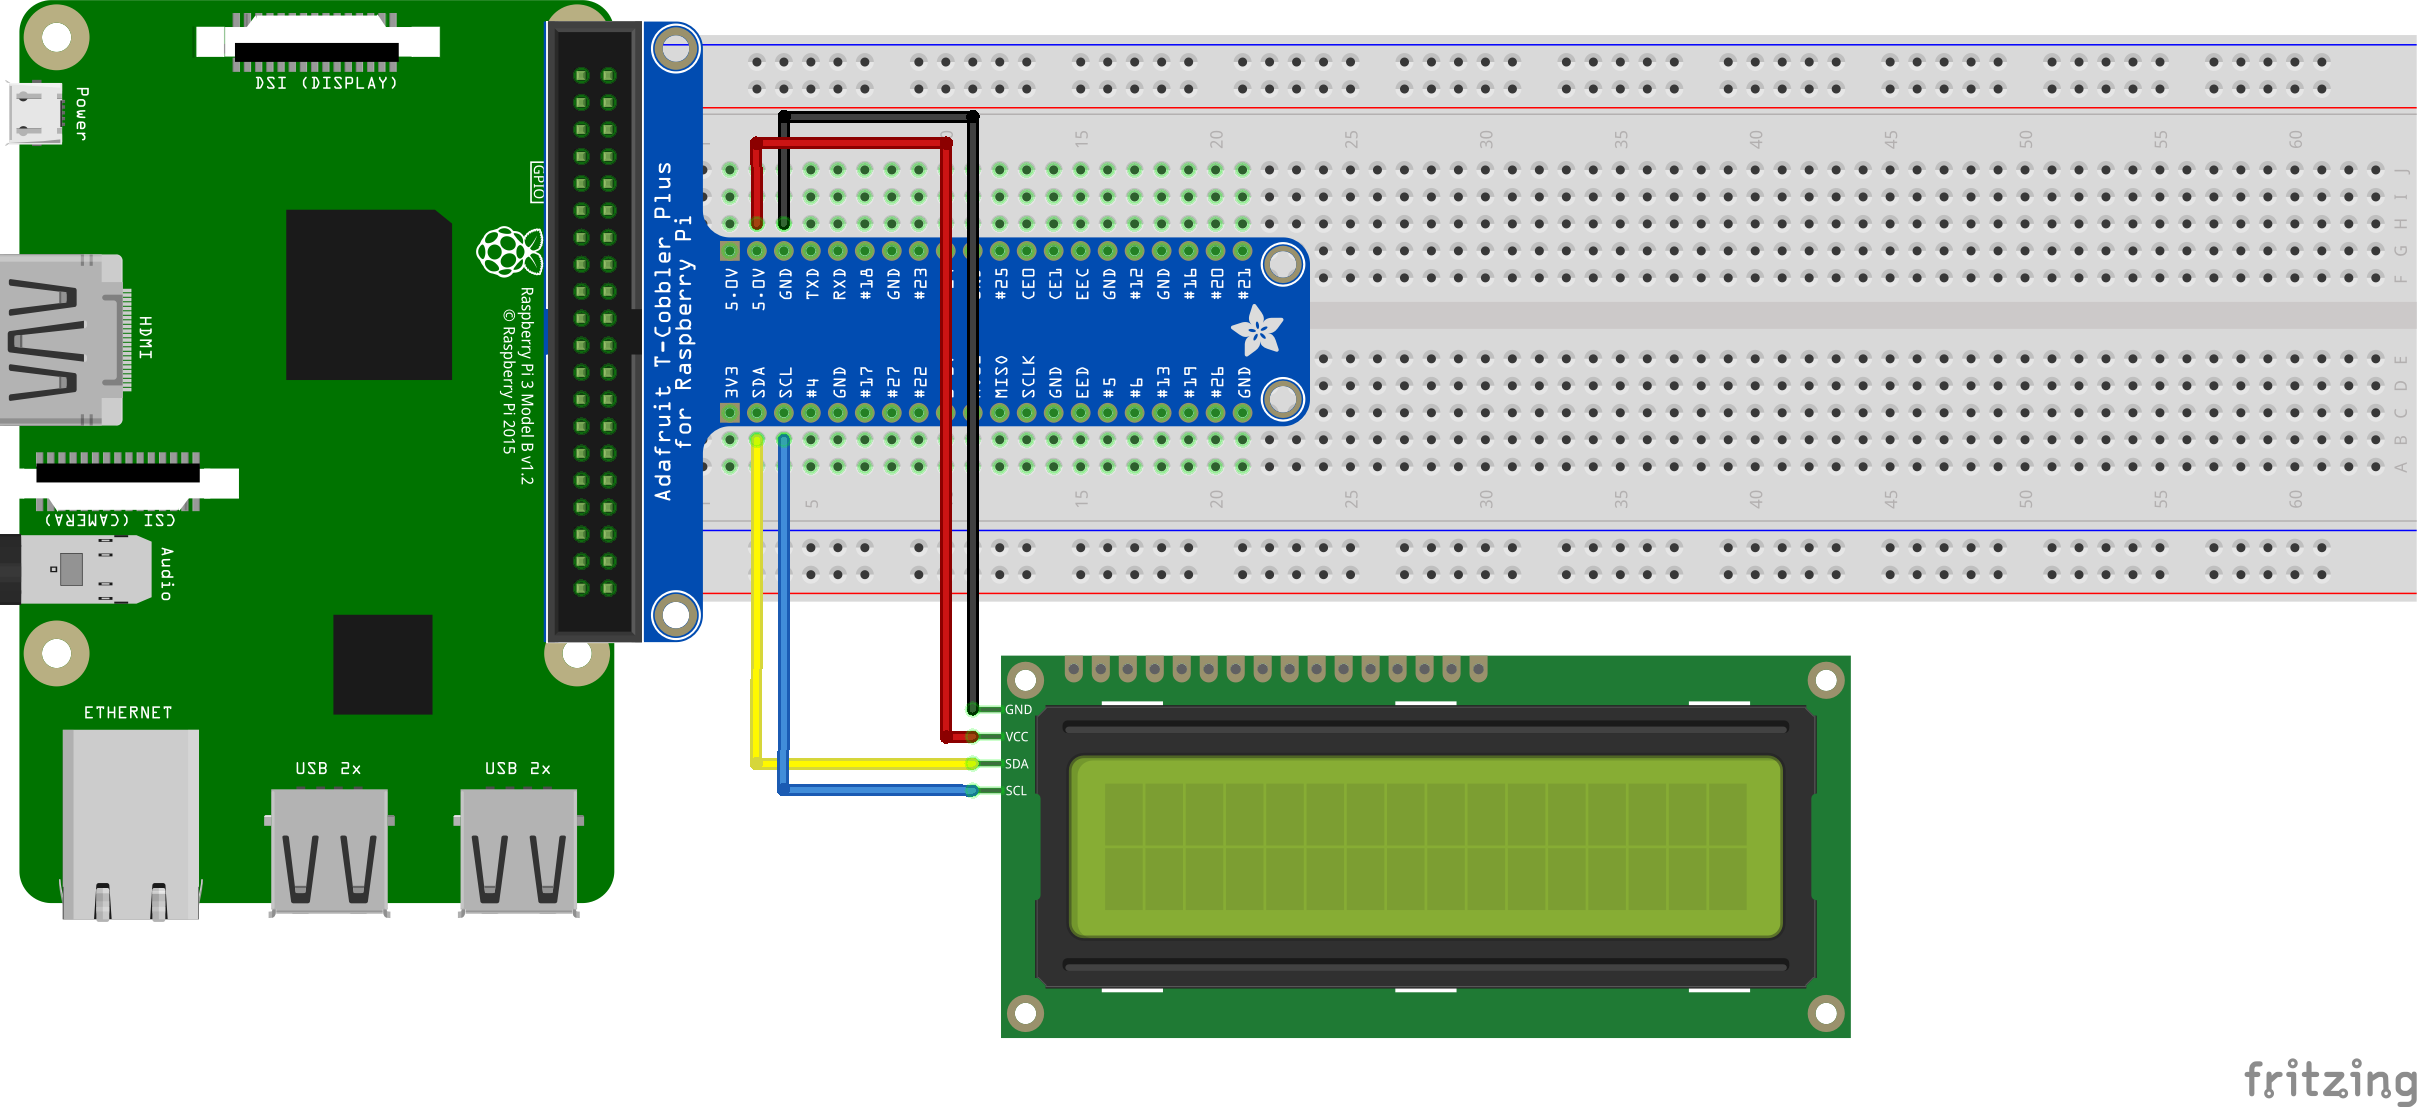 DSI (DISPLAY)
Power
GPIO
HDMI
Raspberry Pi 3 Model B v1.2
© Raspberry Pi 2015
CSI (CAMERA)
Audio
ETHERNET
USB 2x
USB 2x
Adafruit T-Cobbler Plus
for Raspberry Pi
15 20 25 30 35 40 45 50 55 60
J
I
H
G
F
5.0V 5.0V GND TXD RXD #18 GND #23 #25 CE0 CE1 EEC GND #12 GND #16 #20 #21
3V3 SDA SCL #4 GND #17 #27 #22 MISO SCLK GND EED #5 #6 #13 #19 #26 GND
E
D
C
B
A
5 15 20 25 30 35 40 45 50 55 60
GND
VCC
SDA
SCL
fritzing